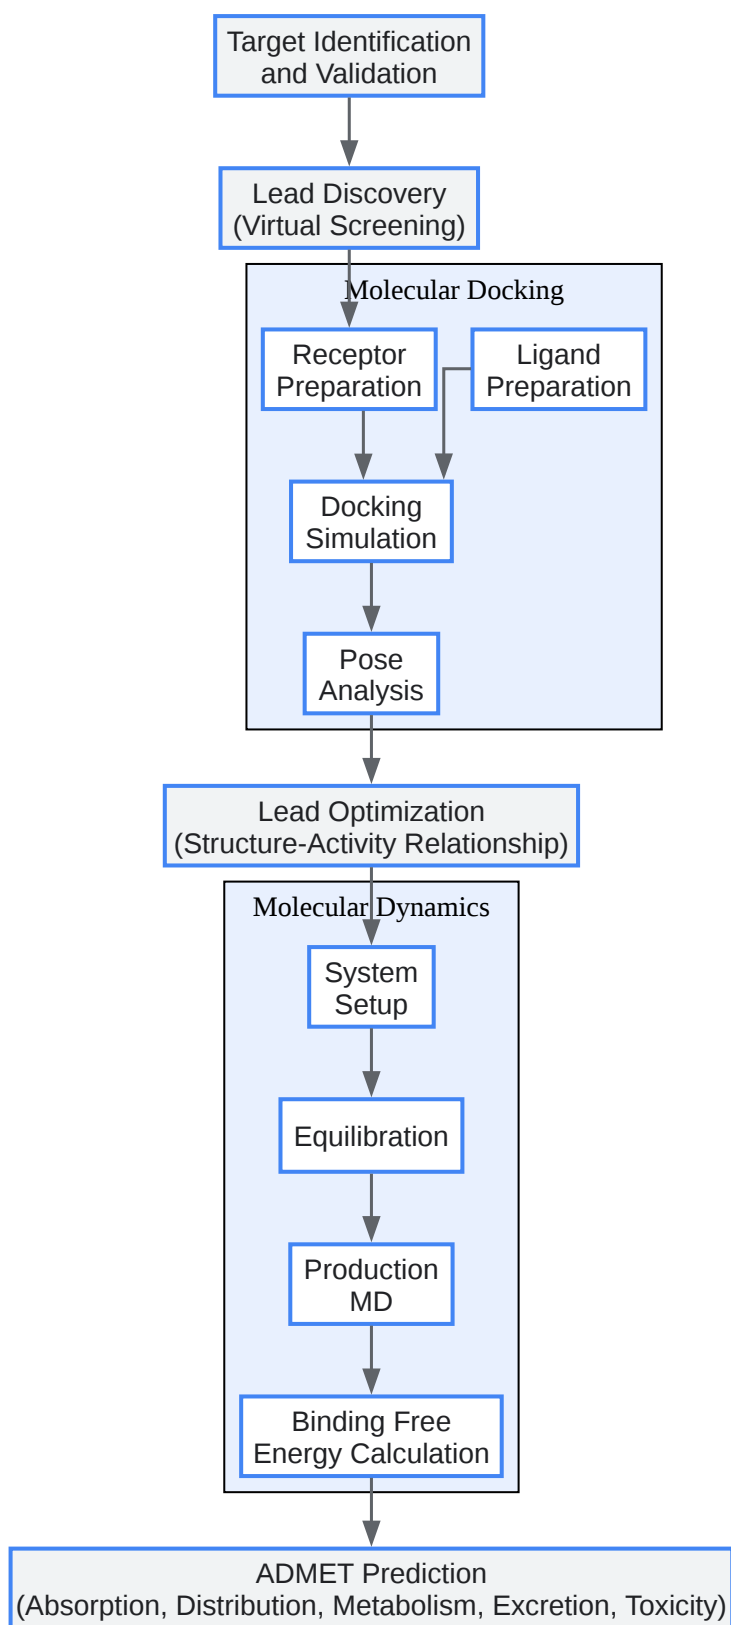 Target Identification
and Validation
Lead Discovery
(Virtual Screening)
Molecular Docking
Receptor
Preparation
Ligand
Preparation
Docking
Simulation
Pose
Analysis
Lead Optimization
(Structure-Activity Relationship)
Molecular Dynamics
System
Setup
Equilibration
Production
MD
Binding Free
Energy Calculation
ADMET Prediction
(Absorption, Distribution, Metabolism, Excretion, Toxicity)